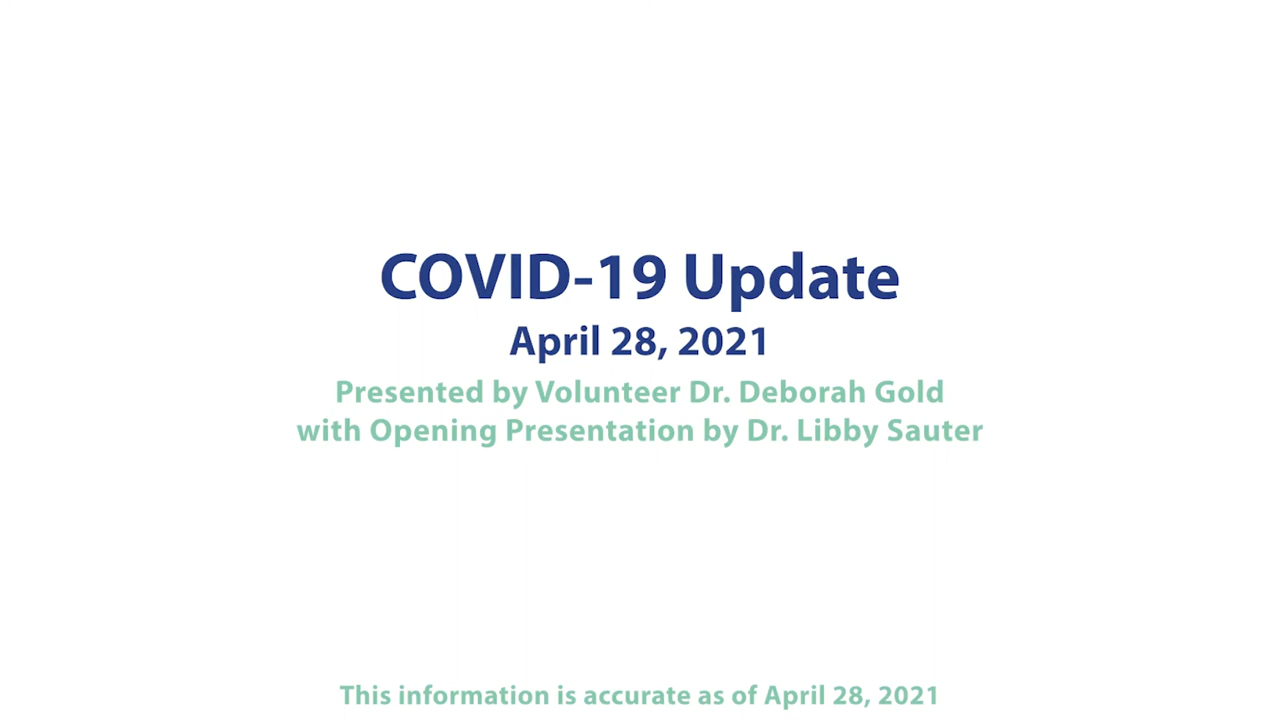 COVID-19 Update
April 28, 2021
Presented by Volunteer Dr. Deborah Gold
with Opening Presentation by Dr. Libby Sauter
This information is accurate as of April 28, 2021